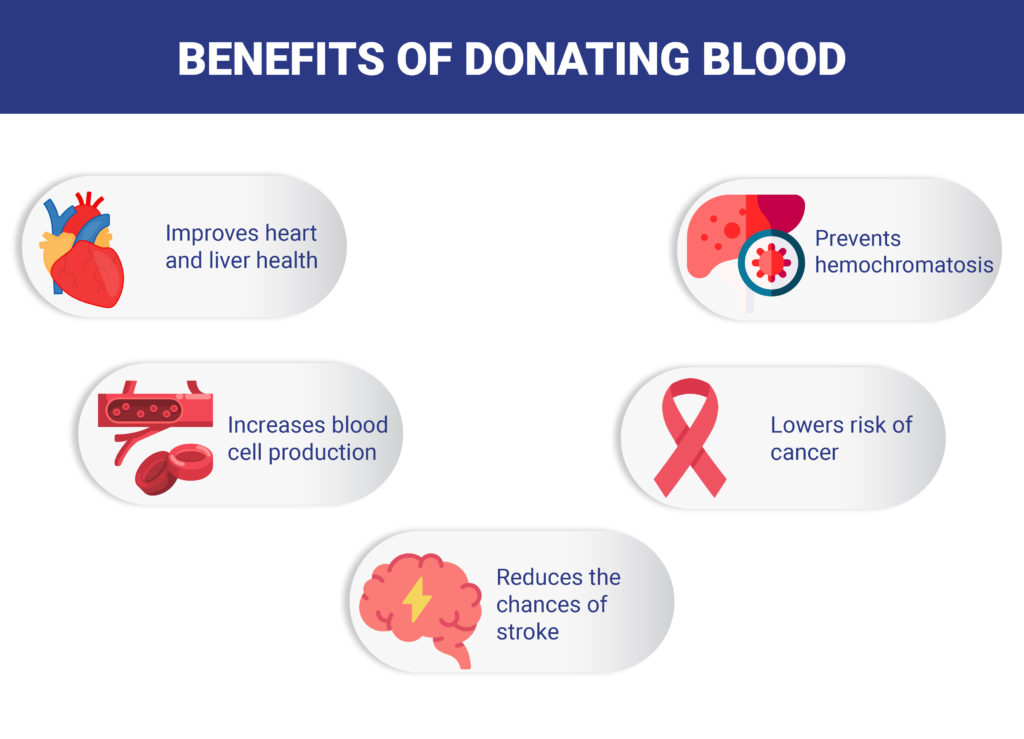 BENEFITS OF DONATING BLOOD
Improves heart
and liver health
Prevents
hemochromatosis
Increases blood
cell production
Lowers risk of
cancer
Reduces the
chances of
stroke